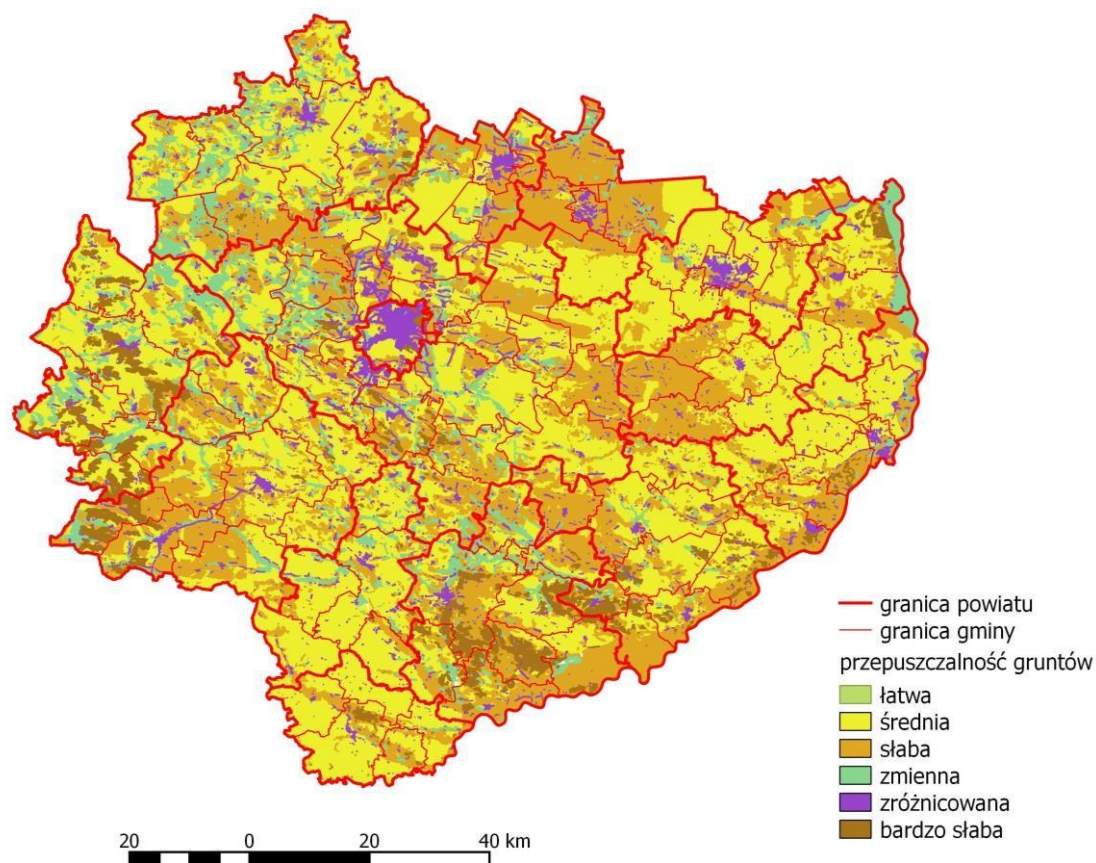 granica powiatu
granica gminy
przepuszczalność gruntów
łatwa
średnia
słaba
zmienna
zróżnicowana
bardzo słaba
20 0 20 40 km